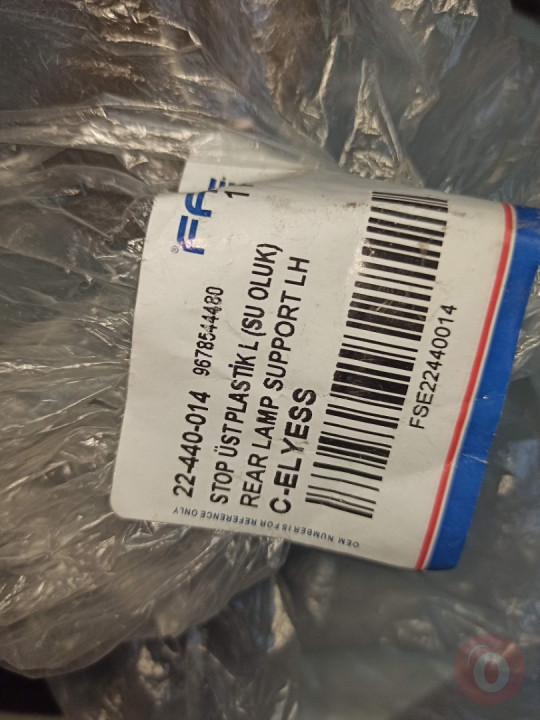 22-440-014 9678544480
STOP ÜST PLASTİK L (SU OLUK)
REAR LAMP SUPPORT LH
C-ELYESS
FSE22440014
OEM NUMBER IS FOR REFERENCE ONLY